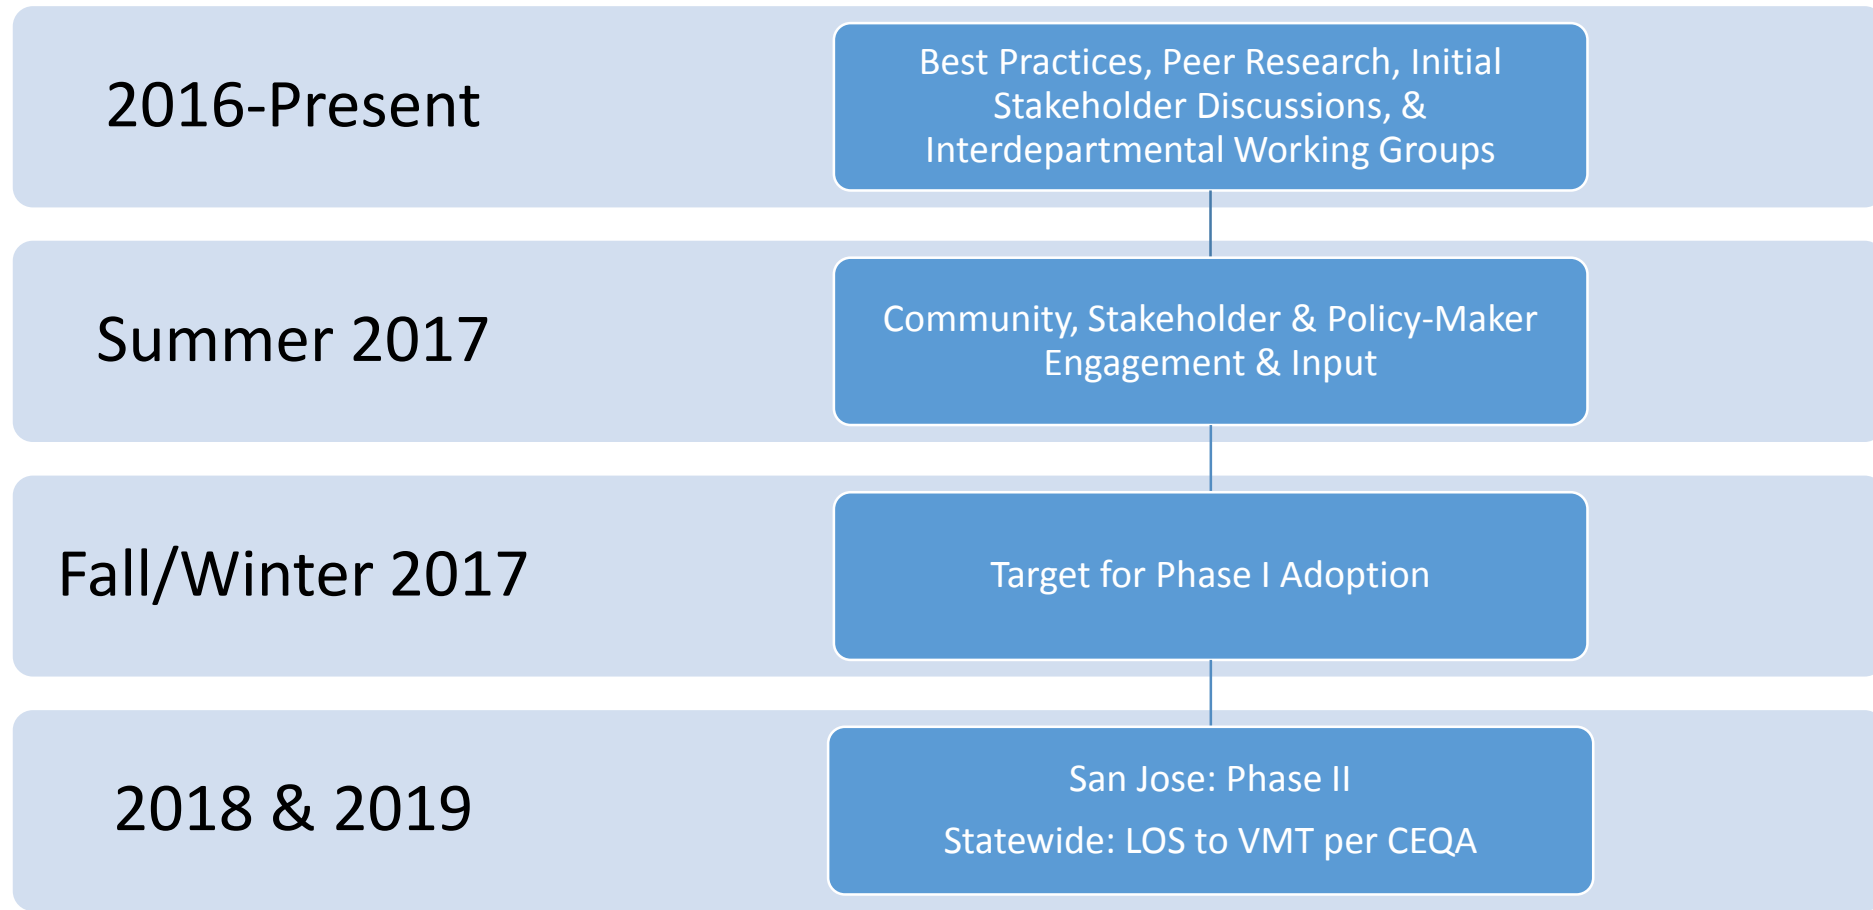 2016-Present
Best Practices, Peer Research, Initial
Stakeholder Discussions, &
Interdepartmental Working Groups
Summer 2017
Community, Stakeholder & Policy-Maker
Engagement & Input
Fall/Winter 2017
Target for Phase I Adoption
2018 & 2019
San Jose: Phase II
Statewide: LOS to VMT per CEQA